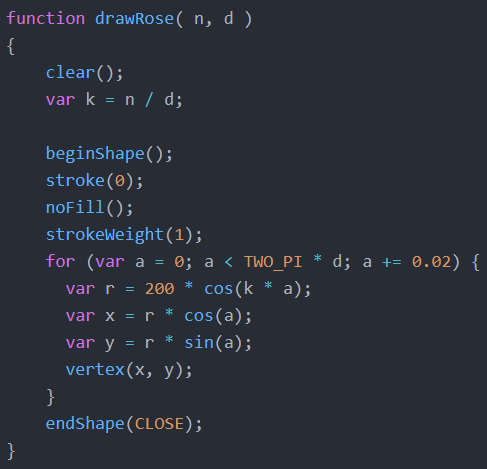 function drawRose( n, d )
{
    clear();
    var k = n / d;

    beginShape();
    stroke(0);
    noFill();
    strokeWeight(1);
    for (var a = 0; a < TWO_PI * d; a += 0.02) {
      var r = 200 * cos(k * a);
      var x = r * cos(a);
      var y = r * sin(a);
      vertex(x, y);
    }
    endShape(CLOSE);
}